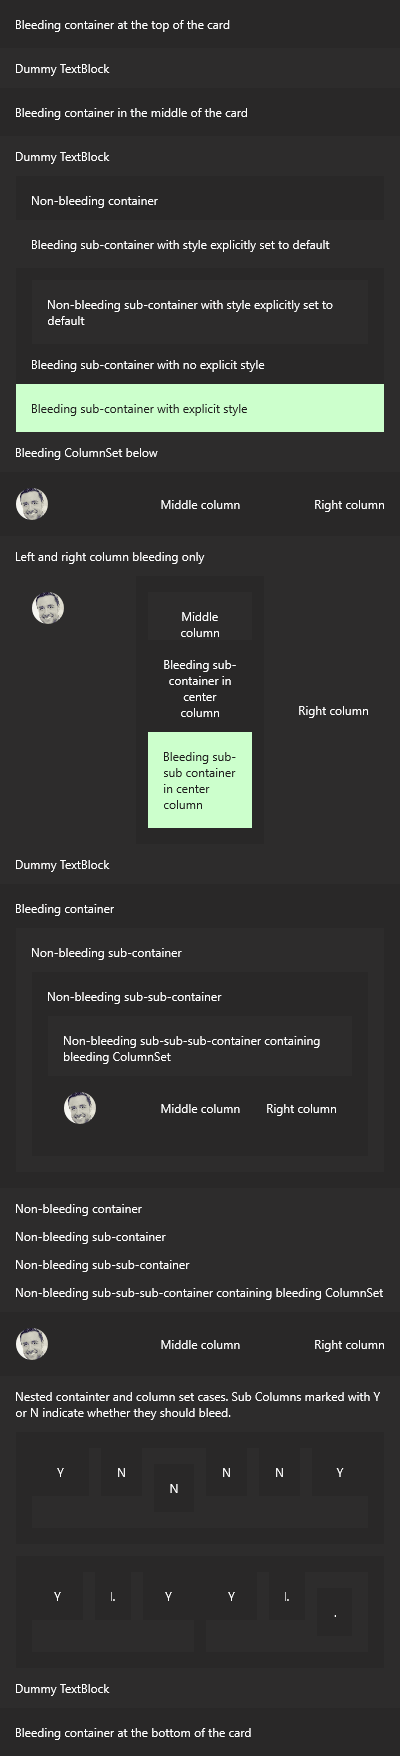 Bleeding container at the top of the card
Dummy TextBlock
Bleeding container in the middle of the card
Dummy TextBlock
Non-bleeding container
Bleeding sub-container with style explicitly set to default
Non-bleeding sub-container with style explicitly set to
default
Bleeding sub-container with no explicit style
Bleeding sub-container with explicit style
Bleeding ColumnSet below
Middle column
Right column
Left and right column bleeding only
Middle
column
Bleeding sub-
container in
center
column
Right column
Bleeding sub-
sub container
in center
column
Dummy TextBlock
Bleeding container
Non-bleeding sub-container
Non-bleeding sub-sub-container
Non-bleeding sub-sub-sub-container containing
bleeding ColumnSet
Middle column
Right column
Non-bleeding container
Non-bleeding sub-container
Non-bleeding sub-sub-container
Non-bleeding sub-sub-sub-container containing bleeding ColumnSet
Middle column
Right column
Nested containter and column set cases. Sub Columns marked with Y
or N indicate whether they should bleed.
Y N N N N Y
Y Y Y
Dummy TextBlock
Bleeding container at the bottom of the card